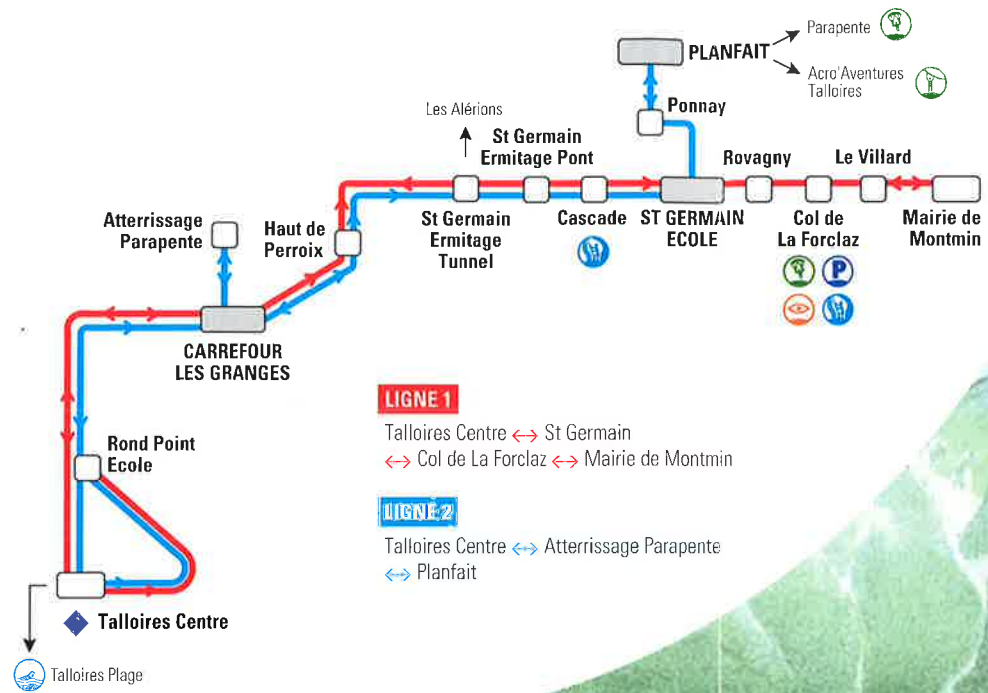 Parapente
PLANFAIT
Acro'Aventures
Talloires
Ponnay
Les Alérions
St Germain
Ermitage Pont
Rovagny
Le Villard
Atterrissage
Parapente
Haut de
Perroix
St Germain
Ermitage
Tunnel
Cascade
ST GERMAIN
ECOLE
Col de
La Forclaz
Mairie de
Montmin
P
CARREFOUR
LES GRANGES
LIGNE 1
Talloires Centre <--> St Germain
<--> Col de La Forclaz <--> Mairie de Montmin
Rond Point
Ecole
LIGNE 2
Talloires Centre <--> Atterrissage Parapente
<--> Planfait
Talloires Centre
Talloires Plage